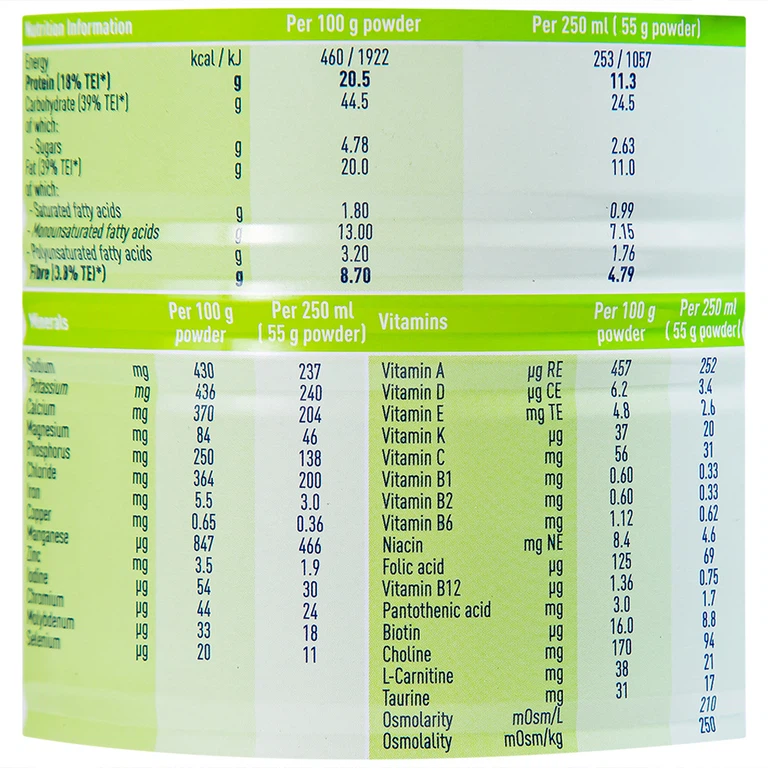 Nutrition Information Per 100 g powder Per 250 ml ( 55 g powder)
Energy kcal / kJ 460 / 1922 253 / 1057
Protein (18% TEI*) g 20.5 11.3
Carbohydrate (39% TEI*) g 44.5 24.5
of which:
- Sugars g 4.78 2.63
Fat (39% TEI*) g 20.0 11.0
of which:
- Saturated fatty acids g 1.80 0.99
- Monounsaturated fatty acids g 13.00 7.15
- Polyunsaturated fatty acids g 3.20 1.76
Fibre (3.8% TEI*) g 8.70 4.79
Minerals Per 100 g powder Per 250 ml ( 55 g powder)
Sodium mg 430 237
Potassium mg 436 240
Calcium mg 370 204
Magnesium mg 84 46
Phosphorus mg 250 138
Chloride mg 364 200
Iron mg 5.5 3.0
Copper mg 0.65 0.36
Manganese µg 847 466
Zinc mg 3.5 1.9
Iodine µg 54 30
Chromium µg 44 24
Molybdenum µg 33 18
Selenium µg 20 11
Vitamins Per 100 g powder Per 250 ml ( 55 g powder)
Vitamin A µg RE 457 252
Vitamin D µg CE 6.2 3.4
Vitamin E mg TE 4.8 2.6
Vitamin K µg 37 20
Vitamin C mg 56 31
Vitamin B1 mg 0.60 0.33
Vitamin B2 mg 0.60 0.33
Vitamin B6 mg 1.12 0.62
Niacin mg NE 8.4 4.6
Folic acid µg 125 69
Vitamin B12 µg 1.36 0.75
Pantothenic acid mg 3.0 1.7
Biotin µg 16.0 8.8
Choline mg 170 94
L-Carnitine mg 38 21
Taurine mg 31 17
Osmolarity mOsm/L 210
Osmolality mOsm/kg 250